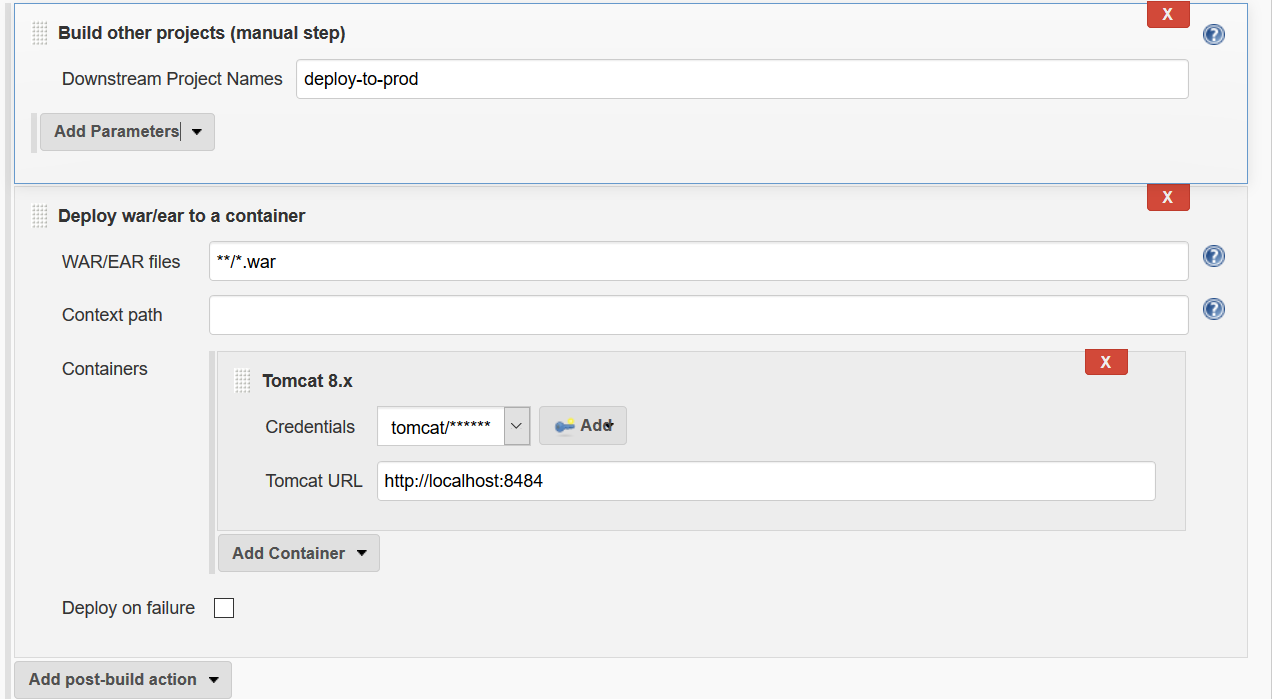 X
Build other projects (manual step)
?
Downstream Project Names deploy-to-prod
Add Parameters
X
Deploy war/ear to a container
WAR/EAR files **/*.war ?
Context path ?
Containers
X
Tomcat 8.x
Credentials tomcat/****** Add
Tomcat URL http://localhost:8484
Add Container
Deploy on failure
Add post-build action